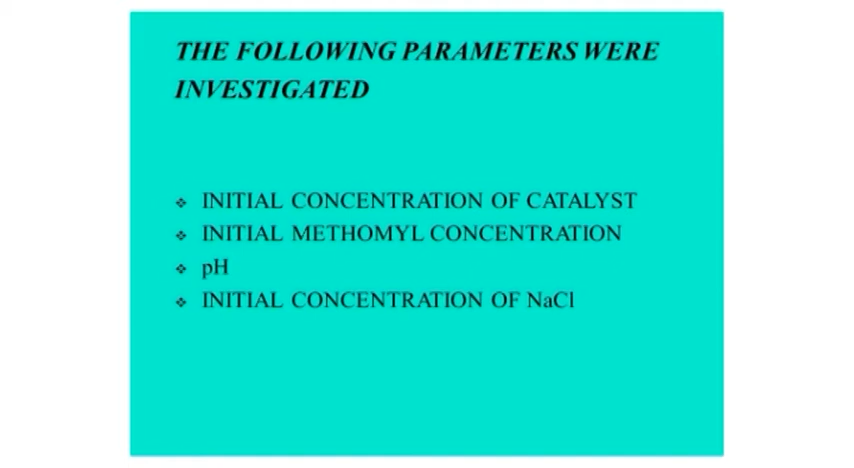 THE FOLLOWING PARAMETERS WERE
INVESTIGATED
❖ INITIAL CONCENTRATION OF CATALYST
❖ INITIAL METHOMYL CONCENTRATION
❖ pH
❖ INITIAL CONCENTRATION OF NaCl